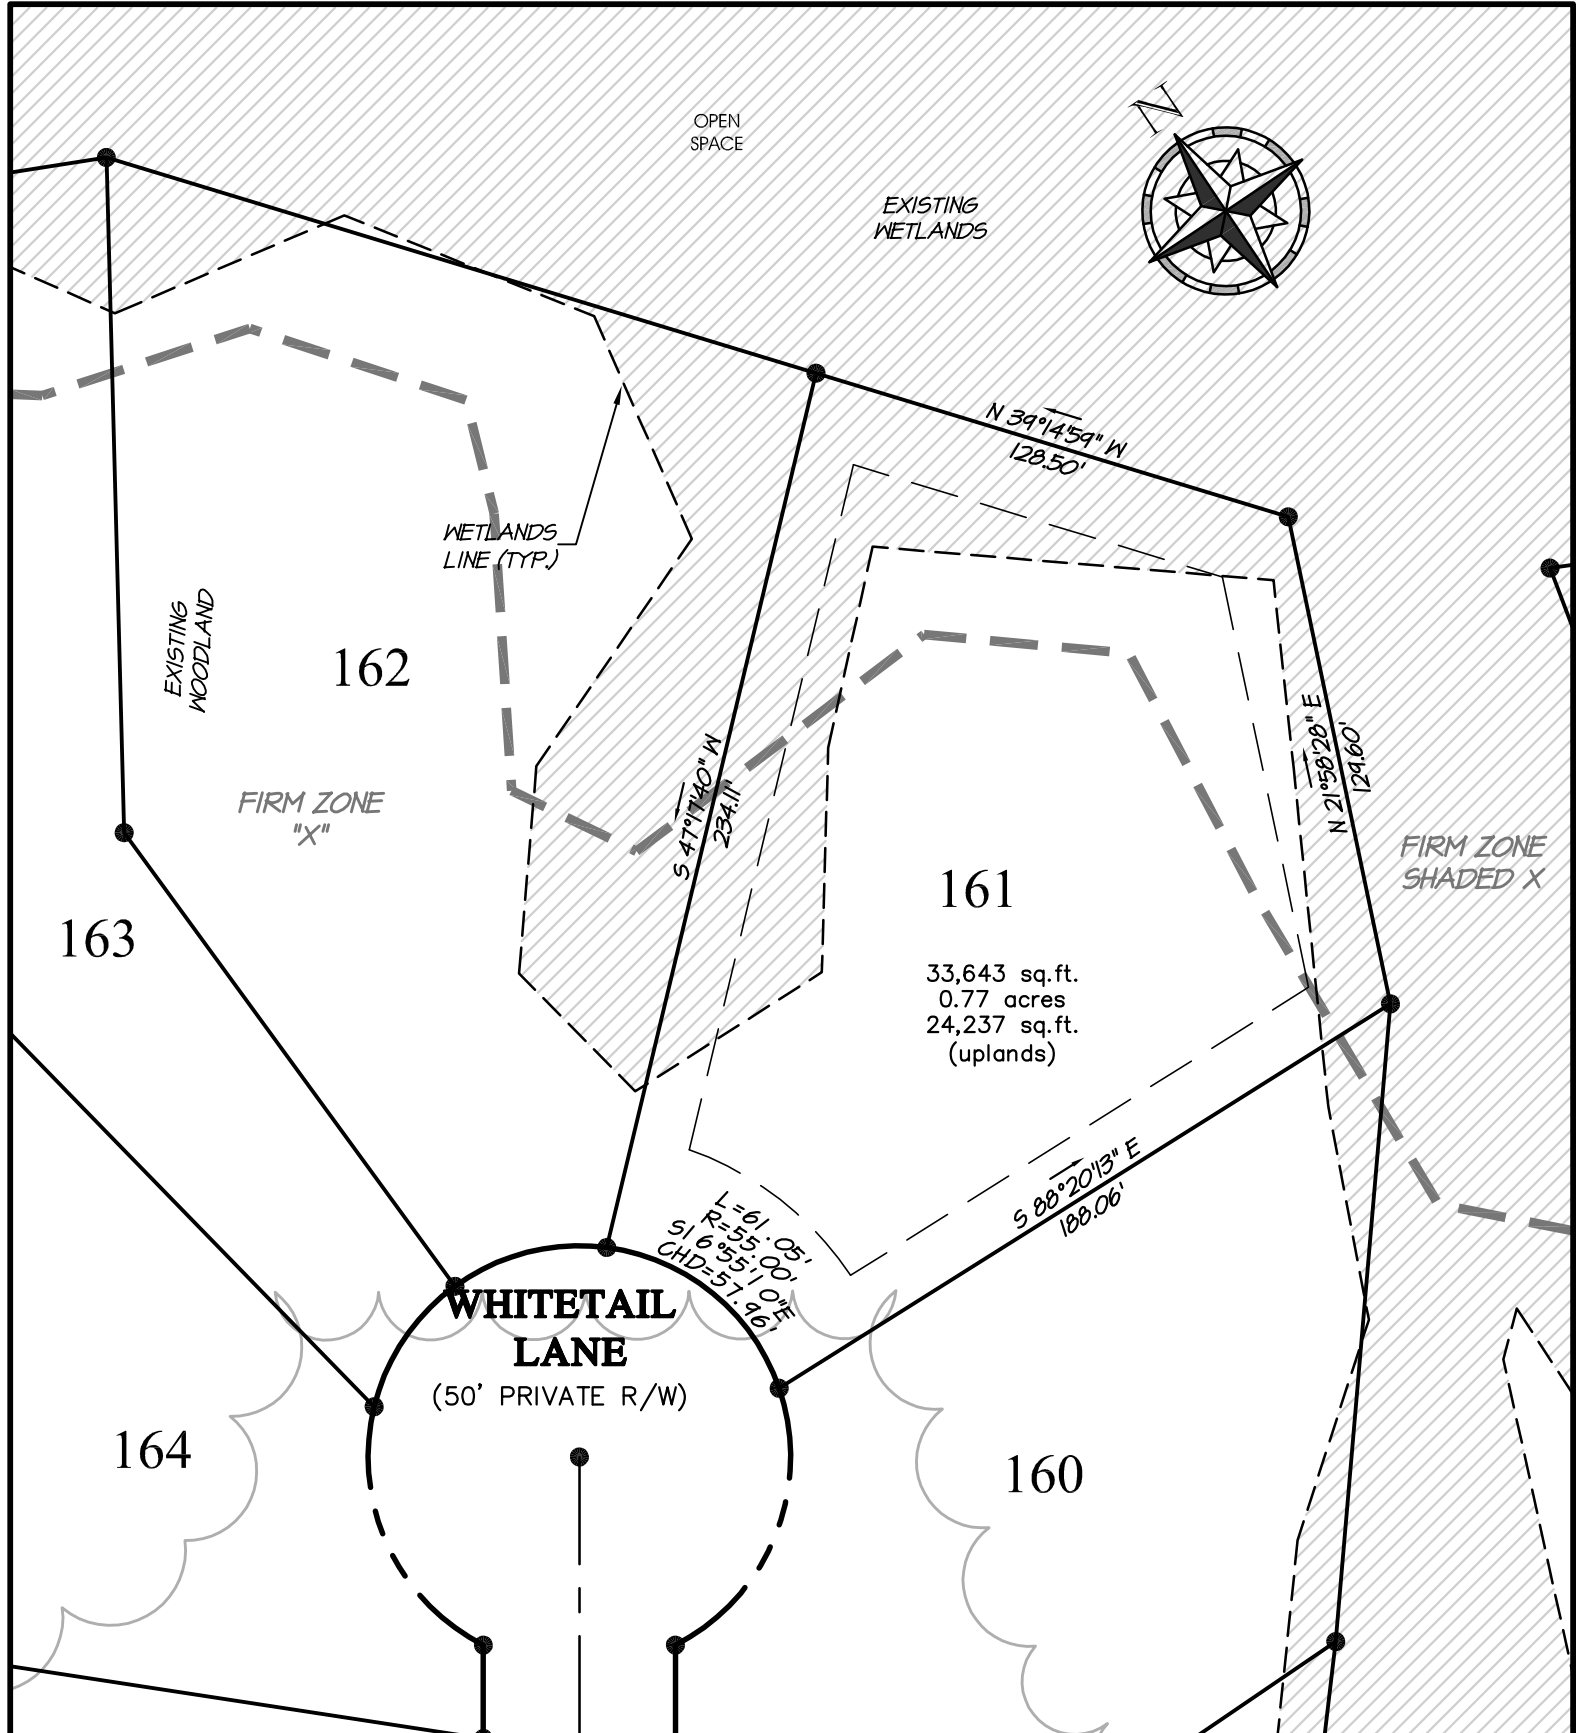 N
OPEN
SPACE
EXISTING
WETLANDS
N 39°14'59" W
128.50'
WETLANDS
LINE (TYP.)
EXISTING
WOODLAND
162
N 21°58'28" E
129.60'
S 47°17'40" W
234.11'
FIRM ZONE
"X"
FIRM ZONE
SHADED X
161
163
33,643 sq.ft.
0.77 acres
24,237 sq.ft.
(uplands)
S 88°20'13" E
188.06'
L=61.05'
R=55.00'
S16°55'10"E
CHD=57.96'
WHITETAIL
LANE
(50' PRIVATE R/W)
164
160